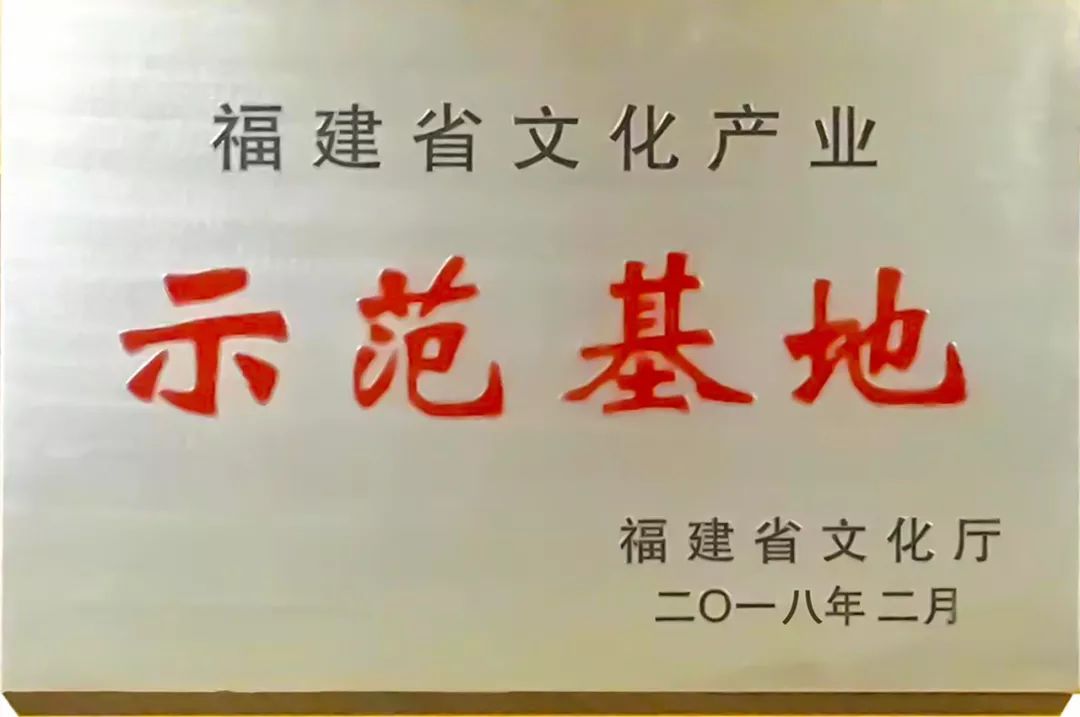 福建省文化产业
示范基地
福建省文化厅
二〇一八年二月